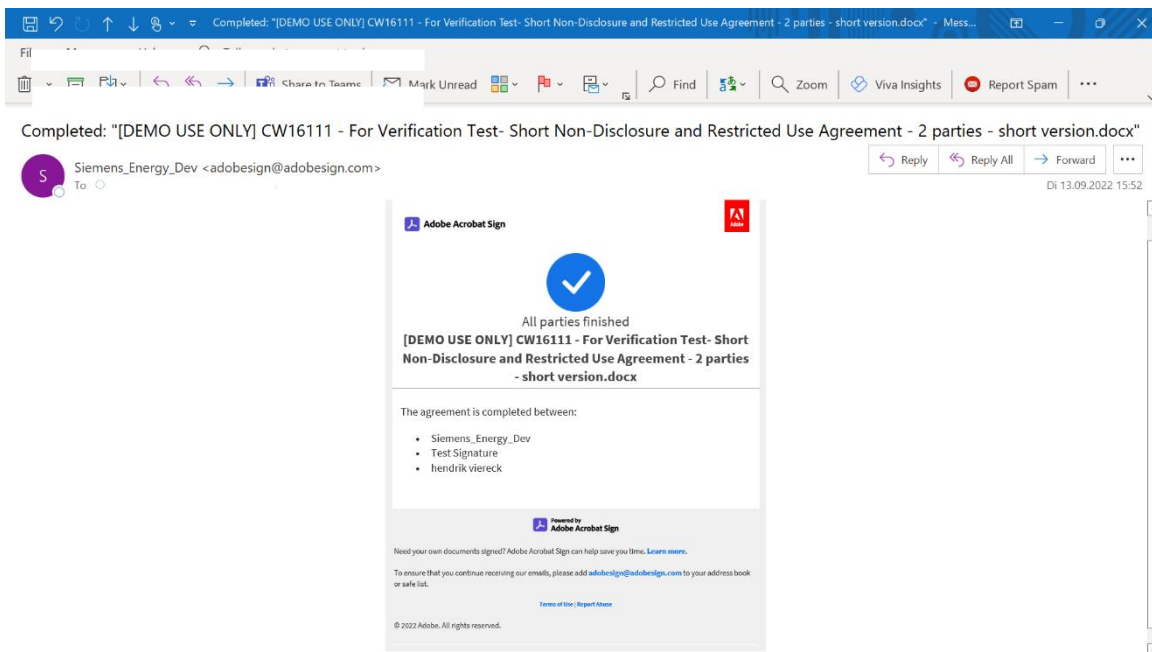 Completed: "[DEMO USE ONLY] CW16111 - For Verification Test- Short Non-Disclosure and Restricted Use Agreement - 2 parties - short version.docx" - Mess...
Share to Teams Mark Unread Find Zoom Viva Insights Report Spam
Completed: "[DEMO USE ONLY] CW16111 - For Verification Test- Short Non-Disclosure and Restricted Use Agreement - 2 parties - short version.docx"
S
Siemens_Energy_Dev <adobesign@adobesign.com>
To
Reply Reply All Forward
Di 13.09.2022 15:52
Adobe Acrobat Sign
Adobe
All parties finished
[DEMO USE ONLY] CW16111 - For Verification Test- Short
Non-Disclosure and Restricted Use Agreement - 2 parties
- short version.docx
The agreement is completed between:
• Siemens_Energy_Dev
• Test Signature
• hendrik viereck
Powered by
Adobe Acrobat Sign
Need your own documents signed? Adobe Acrobat Sign can help save you time. Learn more.
To ensure that you continue receiving our emails, please add adobesign@adobesign.com to your address book
or safe list.
Terms of Use | Report Abuse
© 2022 Adobe. All rights reserved.